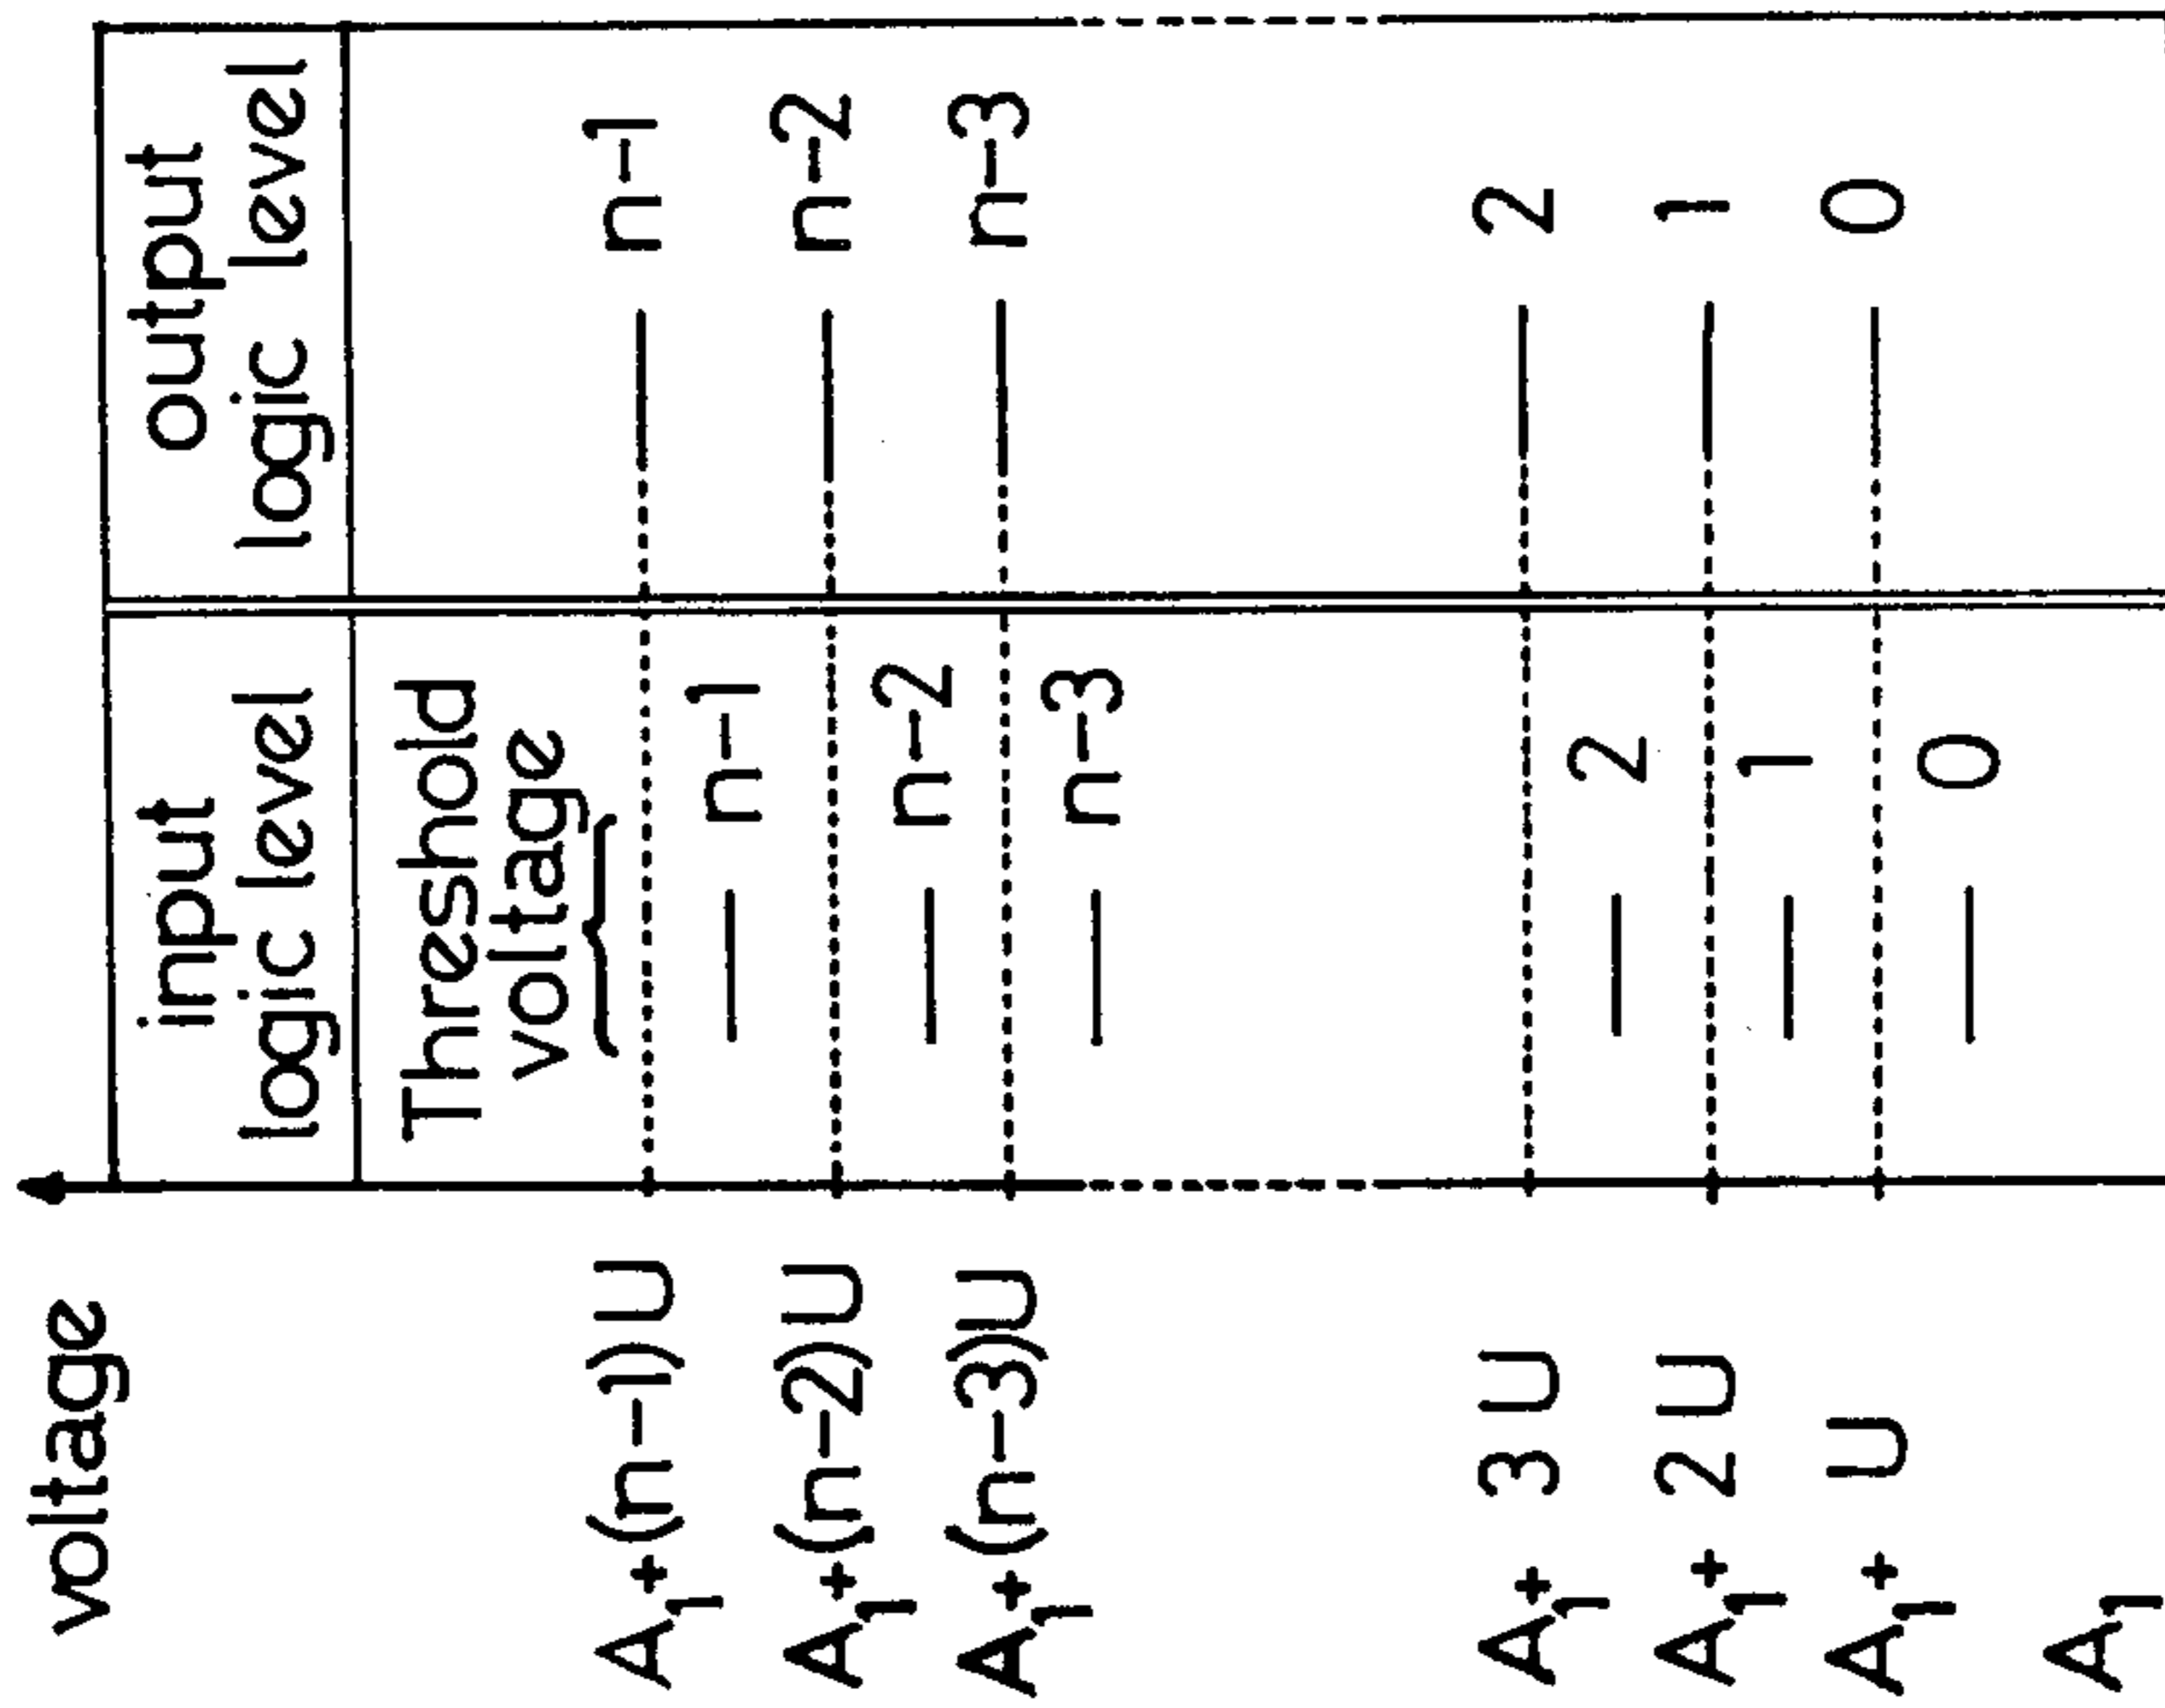 voltage
input
logic level
output
logic level
Threshold
voltage
A₁+(n-1)U
n-1
n-1
A₁+(n-2)U
n-2
n-2
A₁+(n-3)U
n-3
n-3
A₁+ 3 U
2
2
A₁+ 2 U
1
1
A₁+ U
0
0
A₁